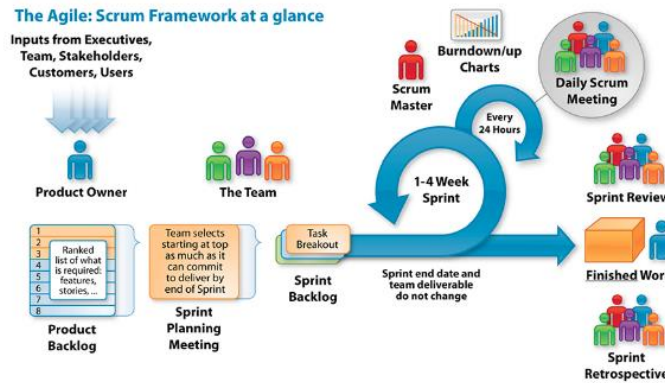 The Agile: Scrum Framework at a glance
Inputs from Executives,
Team, Stakeholders,
Customers, Users
Product Owner
The Team
Scrum
Master
Burndown/up
Charts
Daily Scrum
Meeting
Every
24 Hours
1-4 Week
Sprint
1
2
3
4
5
6
7
8
Ranked
list of what
is required:
features,
stories, ...
Product
Backlog
Team selects
starting at top
as much as it
can commit
to deliver by
end of Sprint
Sprint
Planning
Meeting
Task
Breakout
Sprint
Backlog
Sprint end date and
team deliverable
do not change
Sprint Review
Finished Wor
Sprint
Retrospective